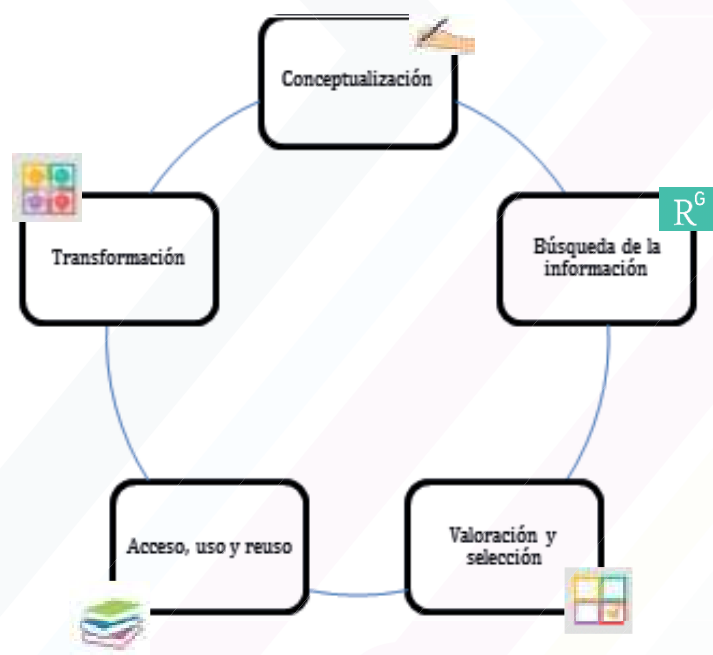 Conceptualización
Búsqueda de la
información
RG
Valoración y
selección
Acceso, uso y reuso
Transformación